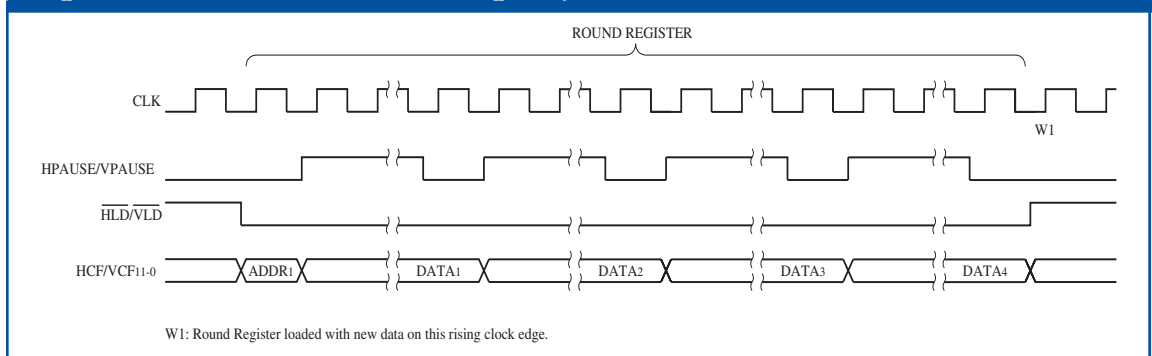 ROUND REGISTER
CLK
W1
HPAUSE/VPAUSE
HLD/VLD
HCF/VCF11-0 ADDR1 DATA1 DATA2 DATA3 DATA4
W1: Round Register loaded with new data on this rising clock edge.